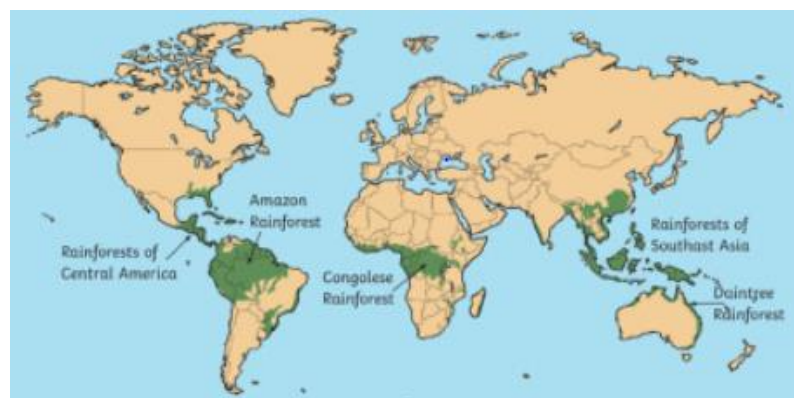 Amazon
Rainforest
Rainforests of
Central America
Congolese
Rainforest
Rainforests of
Southast Asia
Daintree
Rainforest